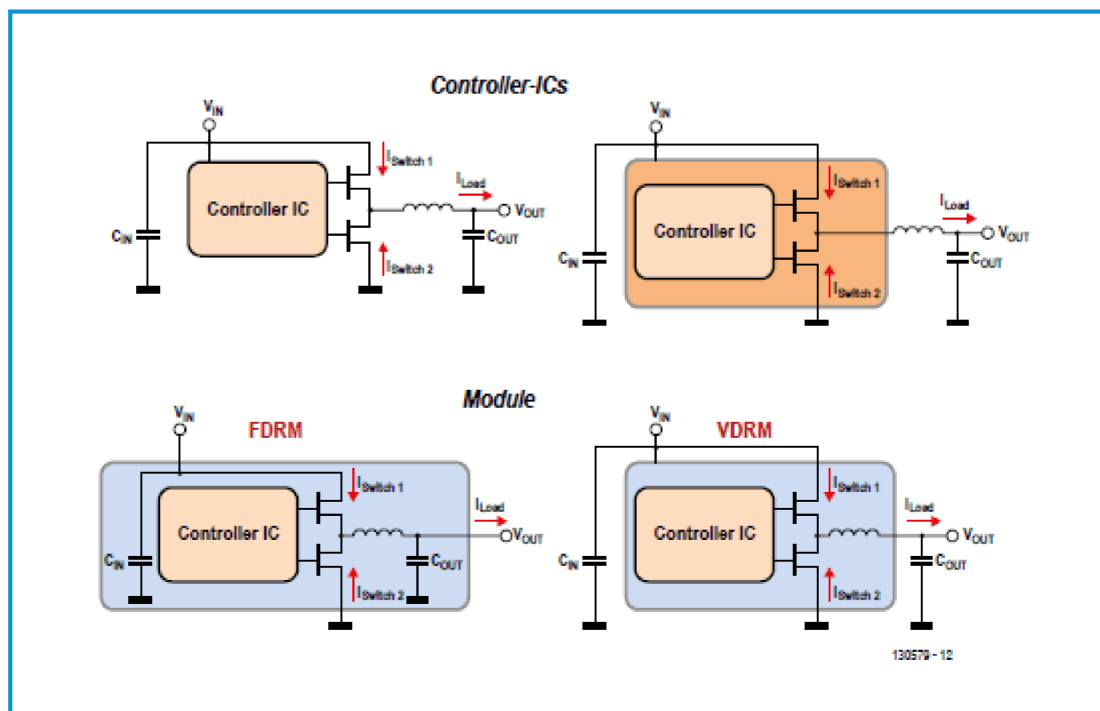 Controller-ICs
VIN
ISwitch 1
ILoad
Controller IC
VOUT
CIN
COUT
ISwitch 2
VIN
ISwitch 1
ILoad
Controller IC
VOUT
CIN
COUT
ISwitch 2
Module
VIN
FDRM
ISwitch 1
ILoad
Controller IC
VOUT
CIN
COUT
ISwitch 2
VIN
VDRM
ISwitch 1
ILoad
Controller IC
VOUT
CIN
COUT
ISwitch 2
130579 - 12